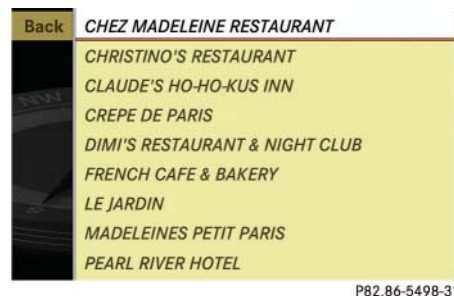 Back
CHEZ MADELEINE RESTAURANT
CHRISTINO'S RESTAURANT
CLAUDE'S HO-HO-KUS INN
CREPE DE PARIS
DIMI'S RESTAURANT & NIGHT CLUB
FRENCH CAFE & BAKERY
LE JARDIN
MADELEINES PETIT PARIS
PEARL RIVER HOTEL
NW
S
P82.86-5498-3